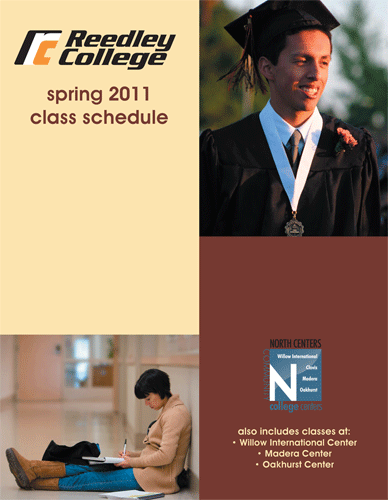 rc Reedley
College
spring 2011
class schedule
NORTH CENTERS
Willow International
Clovis
Madera
Oakhurst
N
college centers
also includes classes at:
• Willow International Center
• Madera Center
• Oakhurst Center